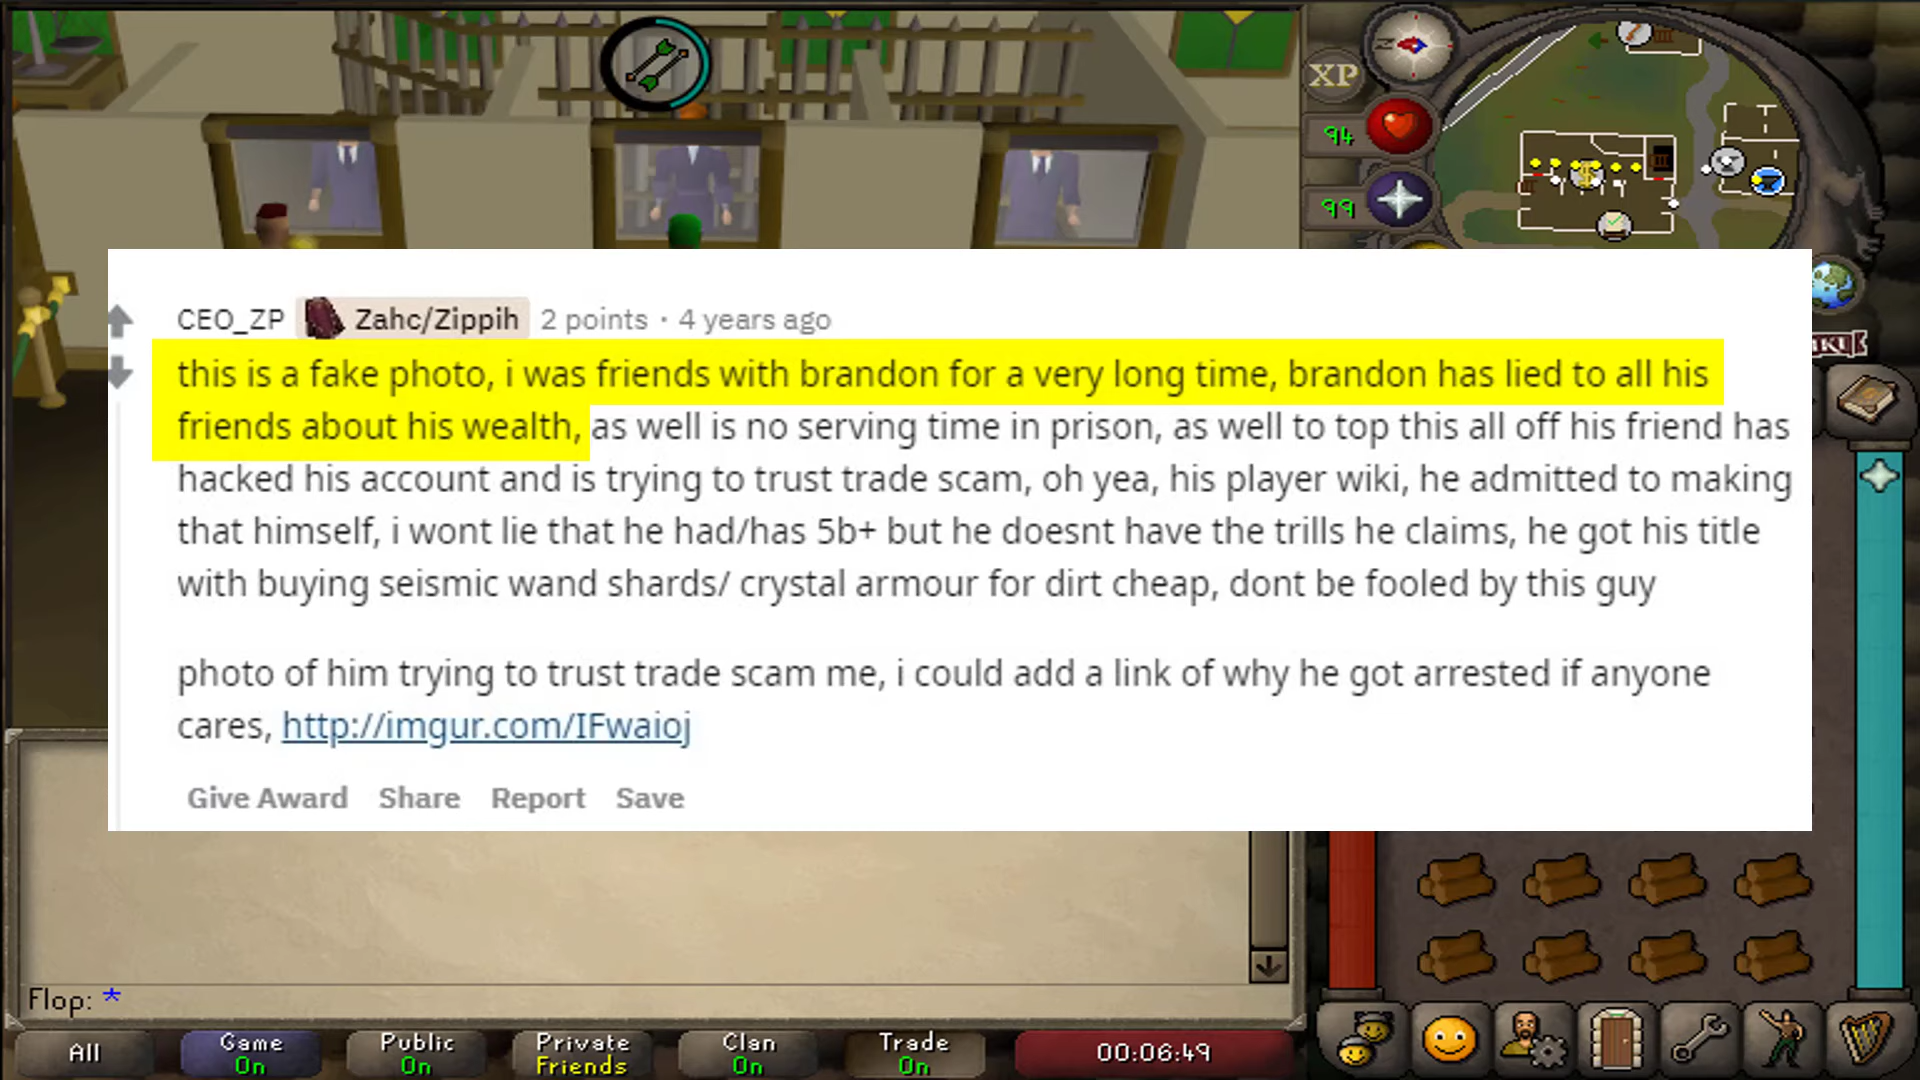 XP
94
99
CEO_ZP Zahc/Zippih 2 points · 4 years ago
this is a fake photo, i was friends with brandon for a very long time, brandon has lied to all his
friends about his wealth, as well is no serving time in prison, as well to top this all off his friend has
hacked his account and is trying to trust trade scam, oh yea, his player wiki, he admitted to making
that himself, i wont lie that he had/has 5b+ but he doesnt have the trills he claims, he got his title
with buying seismic wand shards/ crystal armour for dirt cheap, dont be fooled by this guy
photo of him trying to trust trade scam me, i could add a link of why he got arrested if anyone
cares, http://imgur.com/IFwaioj
Give Award Share Report Save
Flop: *
All
Game
On
Public
On
Private
Friends
Clan
On
Trade
On
00:06:49